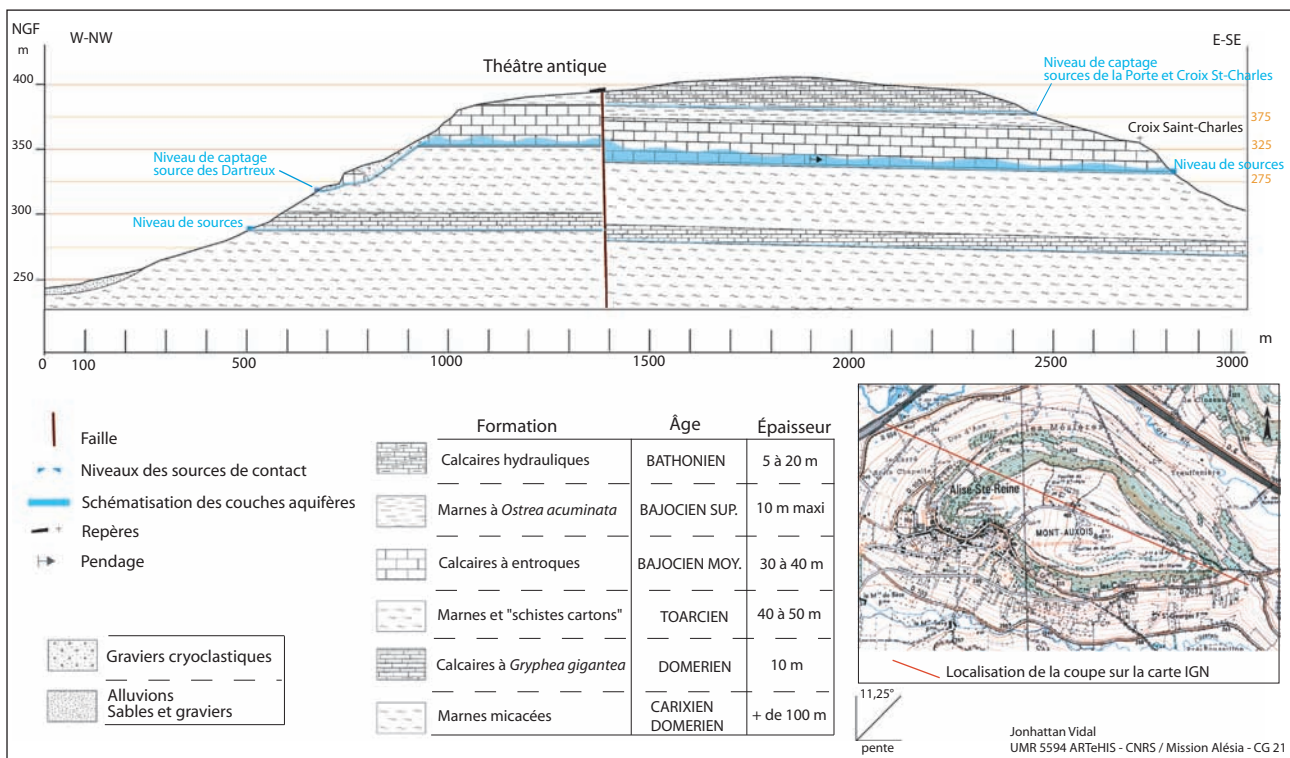 NGF
m
W-NW
E-SE
Théâtre antique
Niveau de captage
sources de la Porte et Croix St-Charles
400
375
Croix Saint-Charles
350
325
Niveau de captage
source des Dartreux
Niveau de sources
275
300
Niveau de sources
250
0 100 500 1000 1500 2000 2500 3000 m
Faille
Niveaux des sources de contact
Schématisation des couches aquifères
Repères
Pendage
Graviers cryoclastiques
Alluvions
Sables et graviers
Formation Âge Épaisseur
Calcaires hydrauliques BATHONIEN 5 à 20 m
Marnes à Ostrea acuminata BAJOCIEN SUP. 10 m maxi
Calcaires à entroques BAJOCIEN MOY. 30 à 40 m
Marnes et "schistes cartons" TOARCIEN 40 à 50 m
Calcaires à Gryphea gigantea DOMERIEN 10 m
Marnes micacées CARIXIEN DOMERIEN + de 100 m
les Mézières
Alise-Ste-Reine
MONT-AUXOIS
Localisation de la coupe sur la carte IGN
11,25°
pente
Jonhattan Vidal
UMR 5594 ARTeHIS - CNRS / Mission Alésia - CG 21